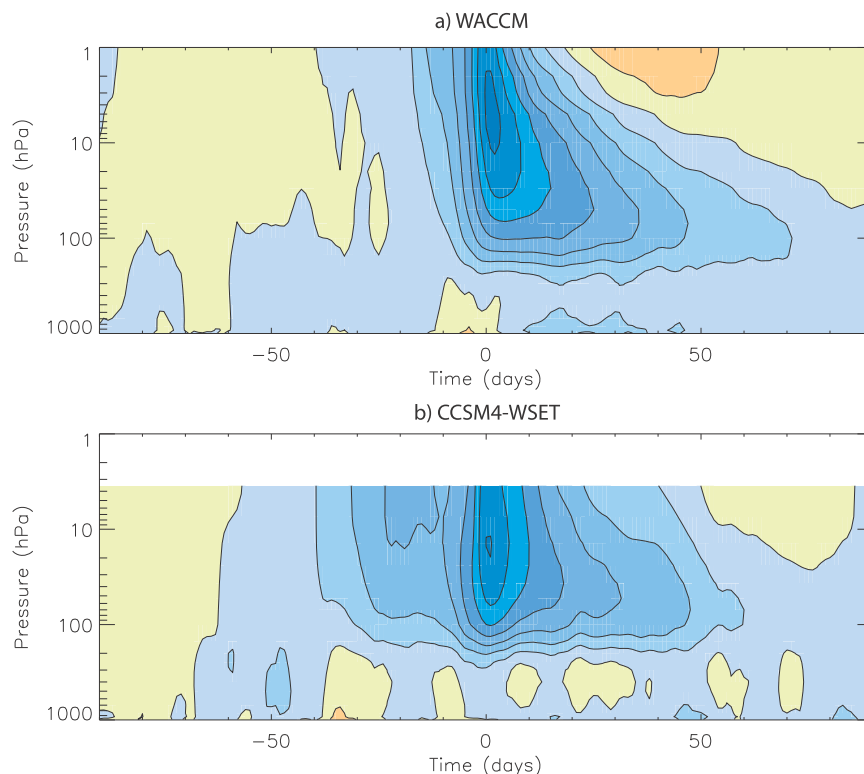 a) WACCM
1
10
100
1000
Pressure (hPa)
−50 0 50
Time (days)
b) CCSM4-WSET
1
10
100
1000
Pressure (hPa)
−50 0 50
Time (days)